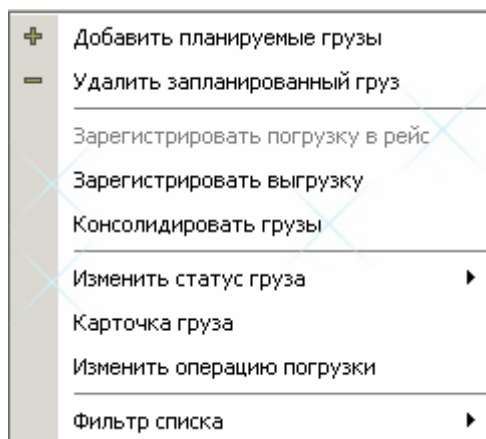 Добавить планируемые грузы
Удалить запланированный груз
Зарегистрировать погрузку в рейс
Зарегистрировать выгрузку
Консолидировать грузы
Изменить статус груза
Карточка груза
Изменить операцию погрузки
Фильтр списка